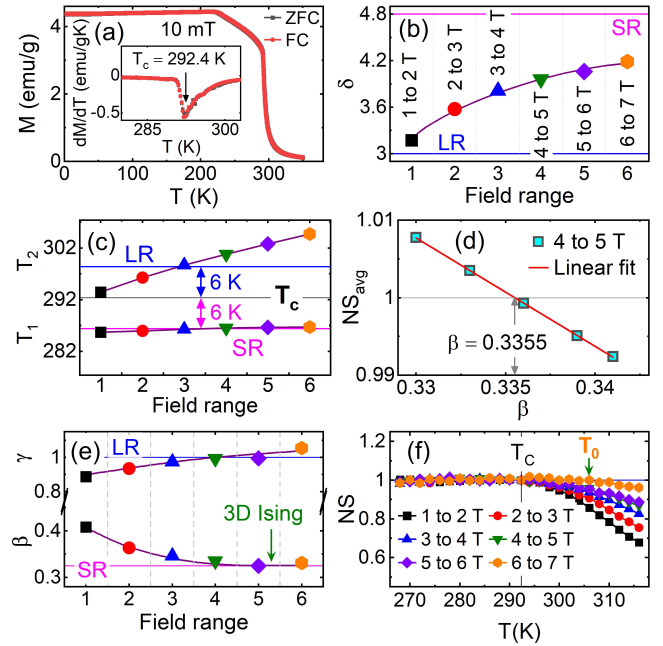 4
3
2
1
0
M (emu/g)
(a)
10 mT
ZFC
FC
T_c = 292.4 K
0
-0.5
dM/dT (emu/gK)
285
300
T (K)
0
100
200
300
T (K)
(b)
4.8
4.2
3.6
3
δ
SR
LR
1 to 2 T
2 to 3 T
3 to 4 T
4 to 5 T
5 to 6 T
6 to 7 T
1 2 3 4 5 6
Field range
(c)
302
292
282
T₂
T₁
LR
6 K
6 K
T_c
SR
1 2 3 4 5 6
Field range
(d)
1.01
1
0.99
NS_avg
4 to 5 T
Linear fit
β = 0.3355
0.33
0.335
0.34
β
(e)
1
0.8
0.4
0.3
γ
β
LR
3D Ising
SR
1 2 3 4 5 6
Field range
(f)
1.2
1
0.8
0.6
NS
T_C
T_0
1 to 2 T
2 to 3 T
3 to 4 T
4 to 5 T
5 to 6 T
6 to 7 T
270
280
290
300
310
T(K)